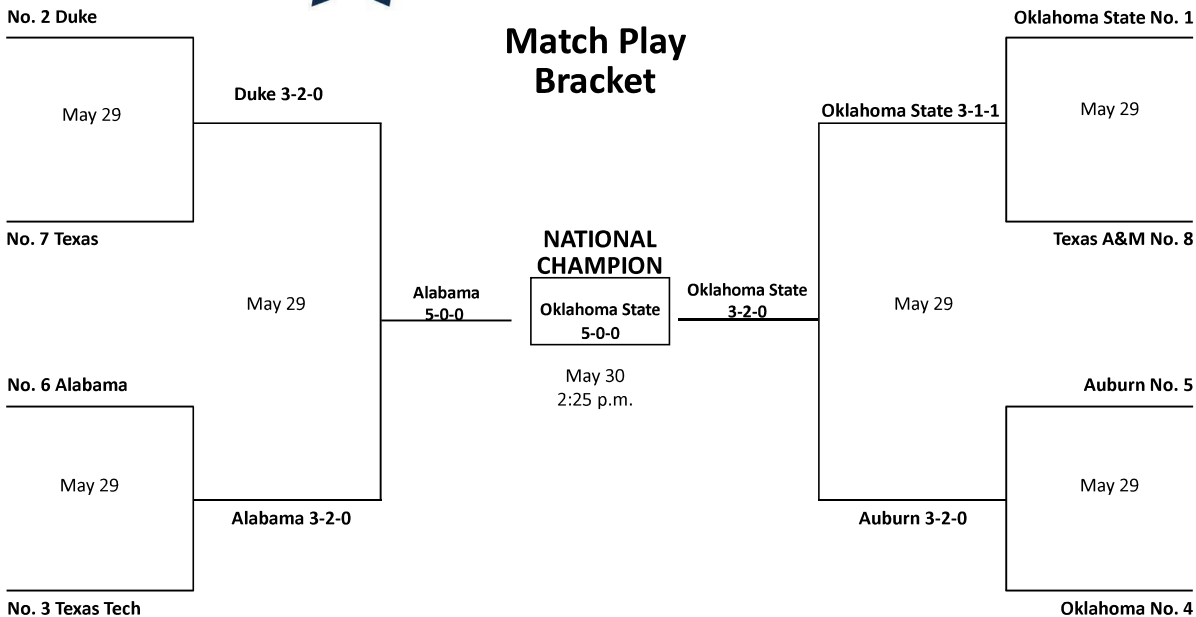 No. 2 Duke
Oklahoma State No. 1
Match Play
Bracket
May 29
Duke 3-2-0
Oklahoma State 3-1-1
May 29
No. 7 Texas
NATIONAL
CHAMPION
Texas A&M No. 8
May 29
Alabama
5-0-0
Oklahoma State
5-0-0
Oklahoma State
3-2-0
May 29
May 30
2:25 p.m.
No. 6 Alabama
Auburn No. 5
May 29
May 29
Alabama 3-2-0
Auburn 3-2-0
No. 3 Texas Tech
Oklahoma No. 4